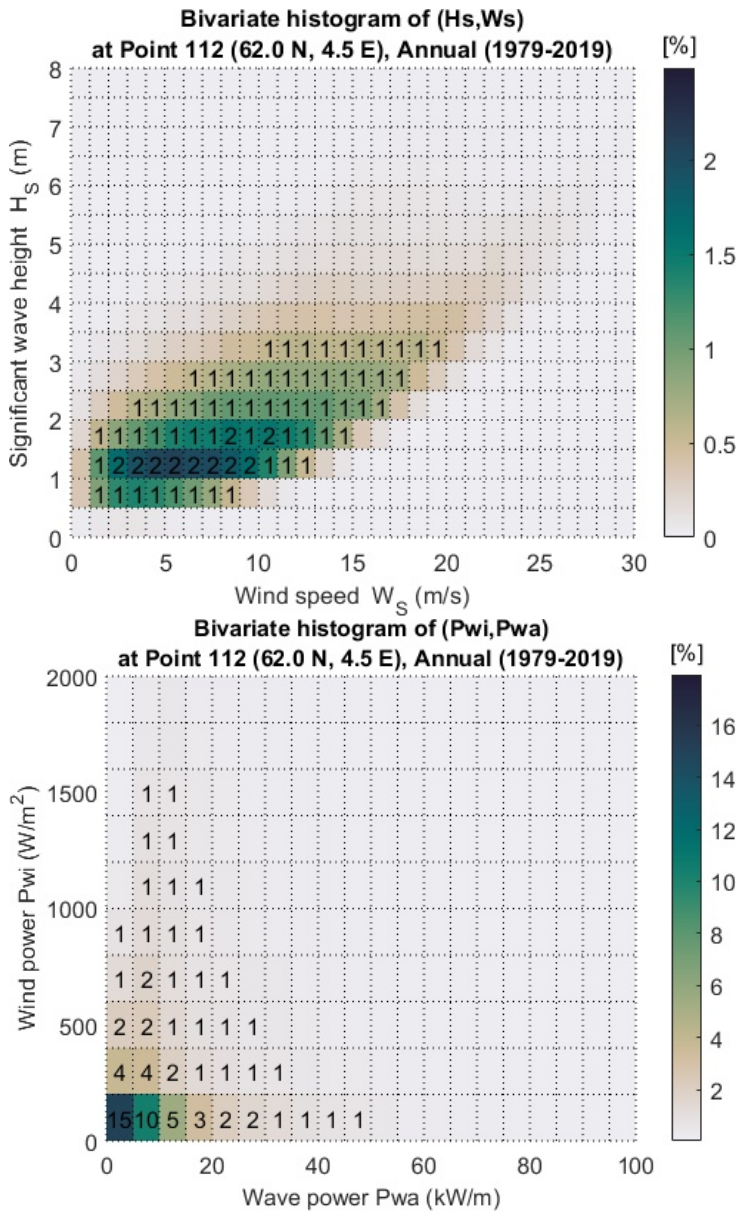 Bivariate histogram of (Hs,Ws)
at Point 112 (62.0 N, 4.5 E), Annual (1979-2019)
[%]
Significant wave height H_S (m)
8
7
6
5
4
3
2
1
0
1 1 1 1 1 1 1 1 1 1
1 1 1 1 1 1 1 1 1 1 1 1
1 1 1 1 1 1 1 1 1 1 1 1 1 1
1 1 1 1 1 1 1 2 1 2 1 1 1 1
1 2 2 2 2 2 2 2 2 1 1 1
1 1 1 1 1 1 1 1
0 5 10 15 20 25 30
Wind speed W_S (m/s)
2
1.5
1
0.5
0
Bivariate histogram of (Pwi,Pwa)
at Point 112 (62.0 N, 4.5 E), Annual (1979-2019)
[%]
Wind power Pwi (W/m²)
2000
1500
1000
500
0
1 1
1 1
1 1 1
1 1 1 1
1 2 1 1 1
2 2 1 1 1 1
4 4 2 1 1 1 1
15 10 5 3 2 2 1 1 1 1
0 20 40 60 80 100
Wave power Pwa (kW/m)
16
14
12
10
8
6
4
2